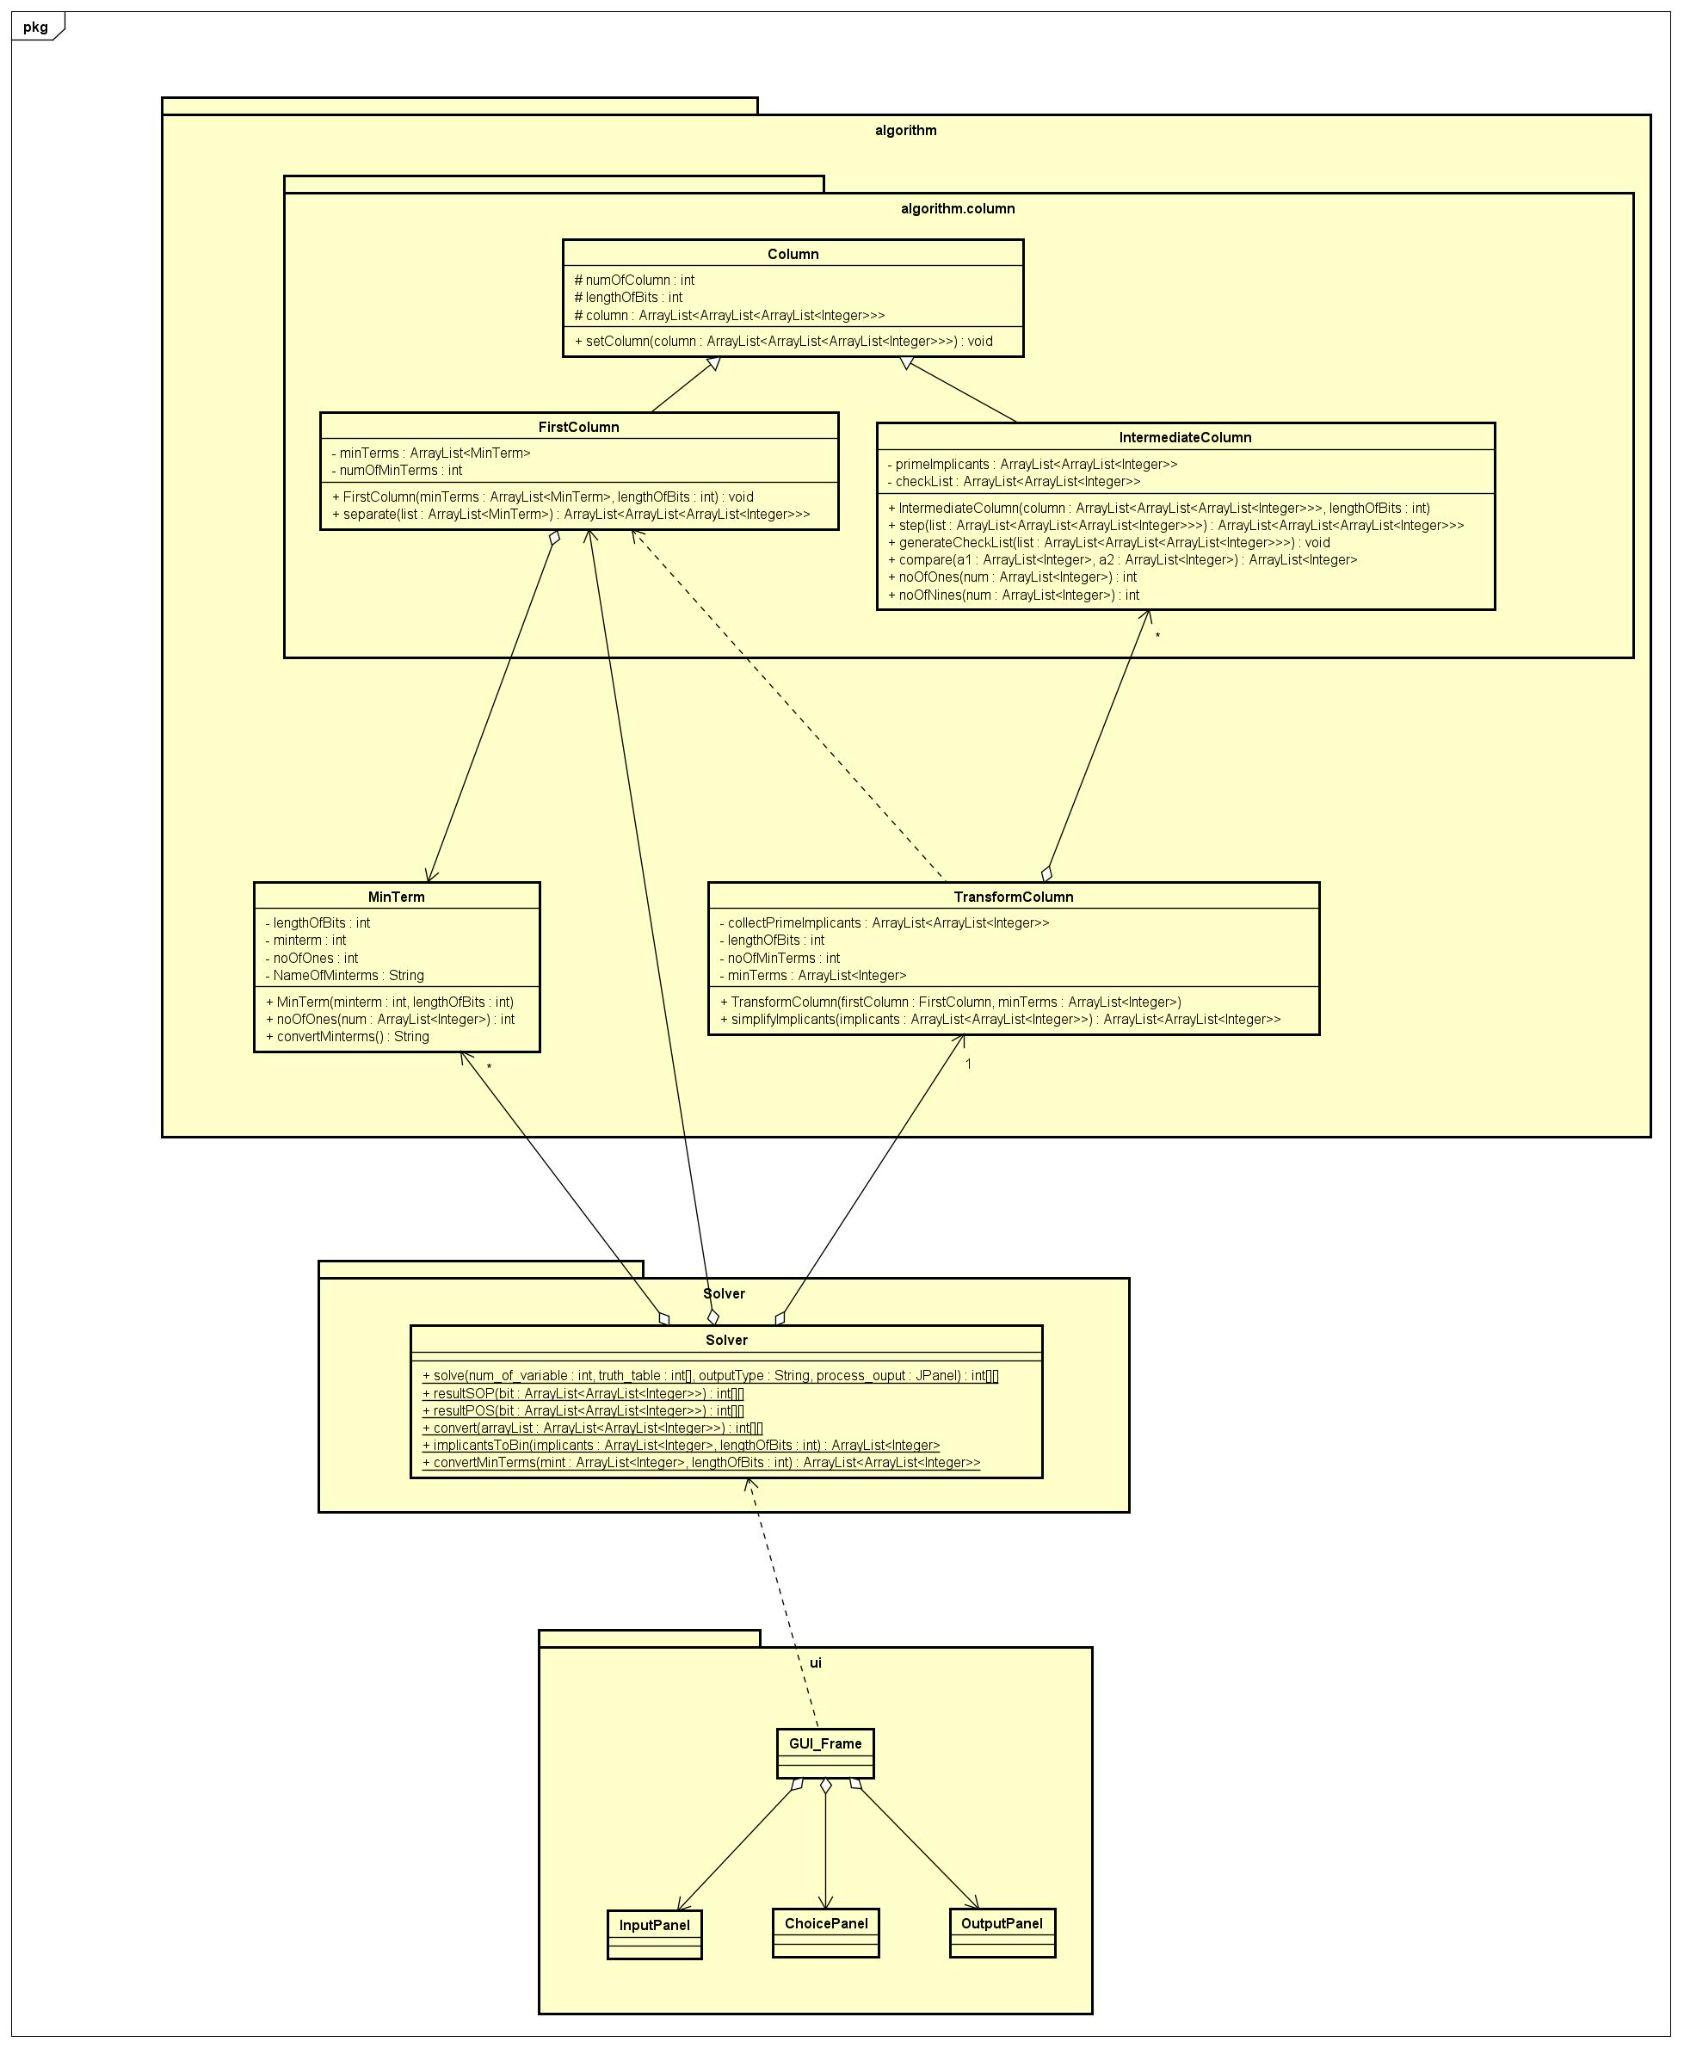 pkg
algorithm
algorithm.column
Column
# numOfColumn : int
# lengthOfBits : int
# column : ArrayList<ArrayList<ArrayList<Integer>>>
+ setColumn(column : ArrayList<ArrayList<ArrayList<Integer>>>) : void
FirstColumn
- minTerms : ArrayList<MinTerm>
- numOfMinTerms : int
+ FirstColumn(minTerms : ArrayList<MinTerm>, lengthOfBits : int) : void
+ separate(list : ArrayList<MinTerm>) : ArrayList<ArrayList<ArrayList<Integer>>>
IntermediateColumn
- primeImplicants : ArrayList<ArrayList<Integer>>
- checkList : ArrayList<ArrayList<Integer>>
+ IntermediateColumn(column : ArrayList<ArrayList<ArrayList<Integer>>>, lengthOfBits : int)
+ step(list : ArrayList<ArrayList<ArrayList<Integer>>>) : ArrayList<ArrayList<ArrayList<Integer>>>
+ generateCheckList(list : ArrayList<ArrayList<ArrayList<Integer>>>) : void
+ compare(a1 : ArrayList<Integer>, a2 : ArrayList<Integer>) : ArrayList<Integer>
+ noOfOnes(num : ArrayList<Integer>) : int
+ noOfNines(num : ArrayList<Integer>) : int
*
MinTerm
- lengthOfBits : int
- minterm : int
- noOfOnes : int
- NameOfMinterms : String
+ MinTerm(minterm : int, lengthOfBits : int)
+ noOfOnes(num : ArrayList<Integer>) : int
+ convertMinterms() : String
*
TransformColumn
- collectPrimeImplicants : ArrayList<ArrayList<Integer>>
- lengthOfBits : int
- noOfMinTerms : int
- minTerms : ArrayList<Integer>
+ TransformColumn(firstColumn : FirstColumn, minTerms : ArrayList<Integer>)
+ simplifyImplicants(implicants : ArrayList<ArrayList<Integer>>) : ArrayList<ArrayList<Integer>>
1
Solver
Solver
+ solve(num_of_variable : int, truth_table : int[], outputType : String, process_ouput : JPanel) : int[][]
+ resultSOP(bit : ArrayList<ArrayList<Integer>>) : int[][]
+ resultPOS(bit : ArrayList<ArrayList<Integer>>) : int[][]
+ convert(arrayList : ArrayList<ArrayList<Integer>>) : int[][]
+ implicantsToBin(implicants : ArrayList<Integer>, lengthOfBits : int) : ArrayList<Integer>
+ convertMinTerms(mint : ArrayList<Integer>, lengthOfBits : int) : ArrayList<ArrayList<Integer>>
ui
GUI_Frame
InputPanel
ChoicePanel
OutputPanel